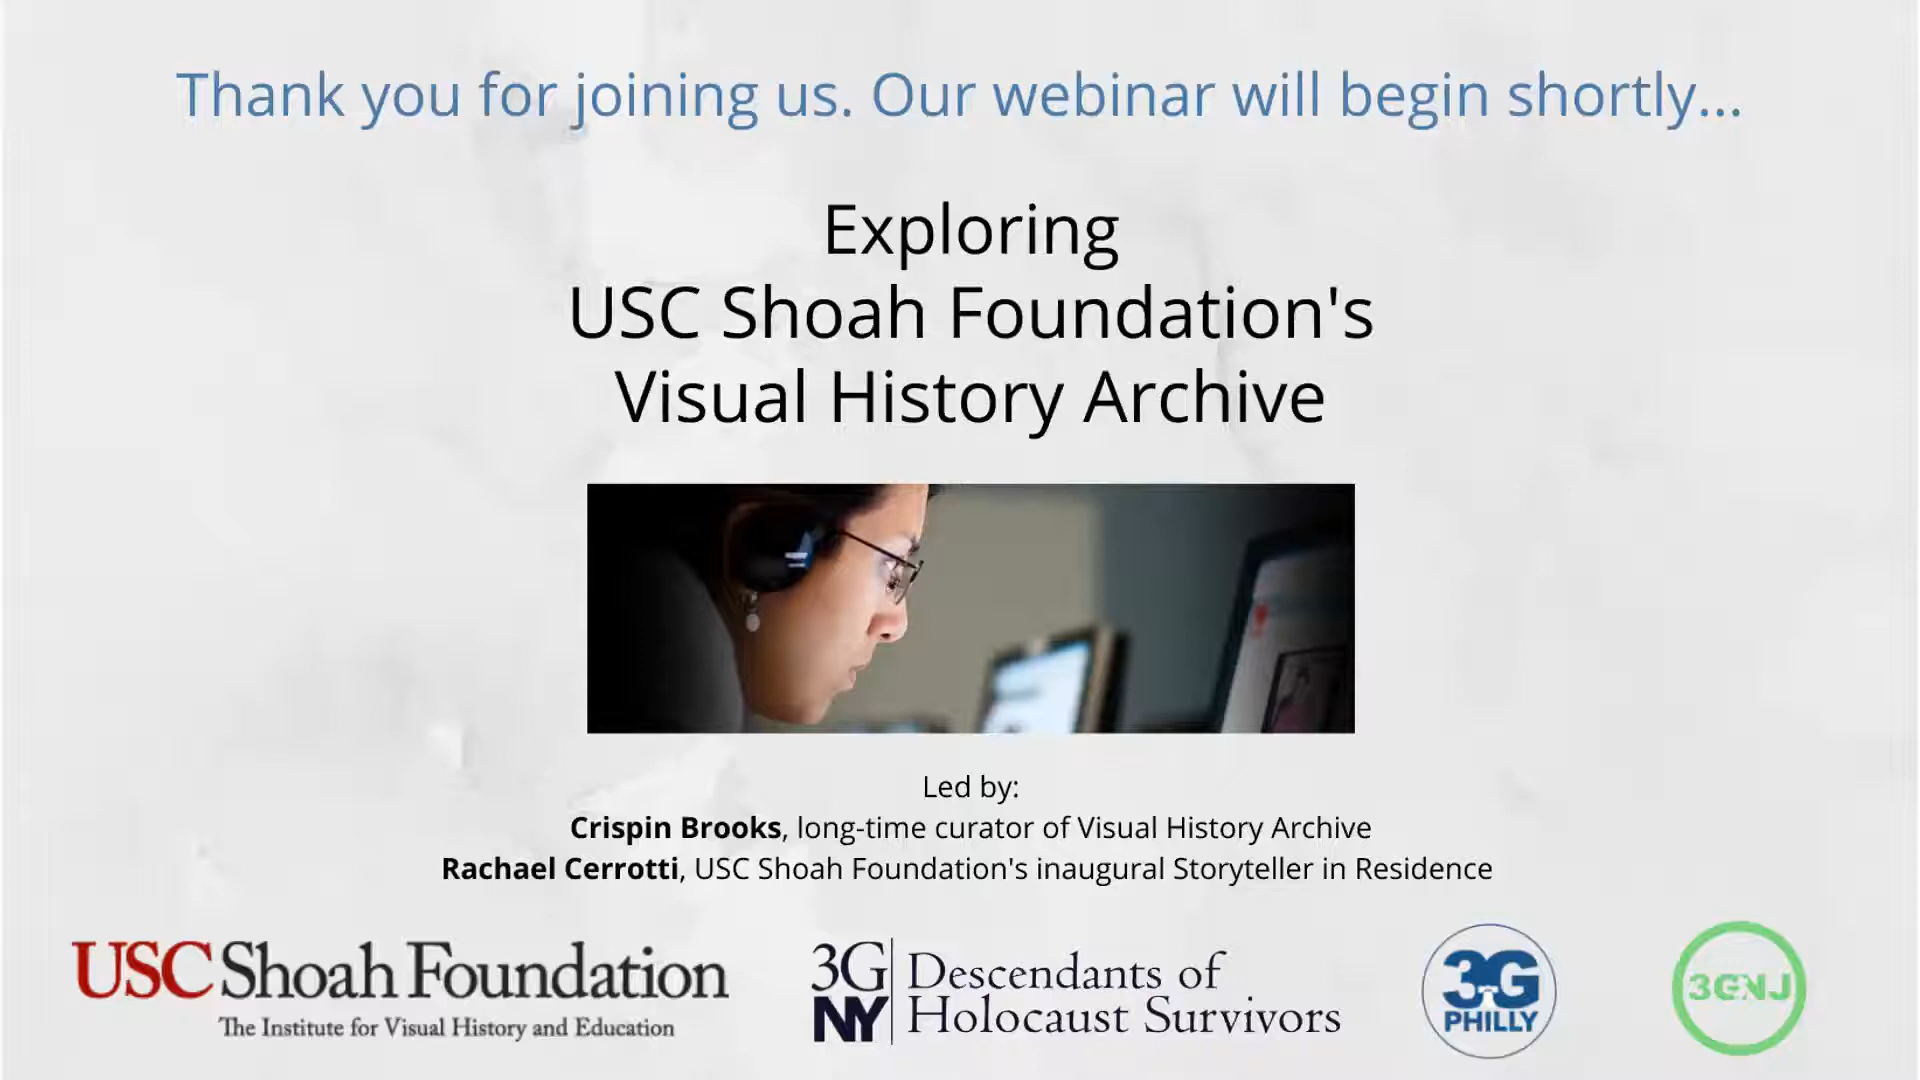 Thank you for joining us. Our webinar will begin shortly...
Exploring
USC Shoah Foundation's
Visual History Archive
Led by:
Crispin Brooks, long-time curator of Visual History Archive
Rachael Cerrotti, USC Shoah Foundation's inaugural Storyteller in Residence
USC Shoah Foundation
The Institute for Visual History and Education
3G
NY
Descendants of
Holocaust Survivors
3G
PHILLY
3GNJ